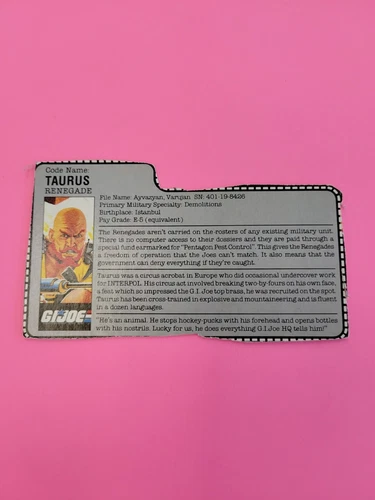 Code Name:
TAURUS
RENEGADE
File Name: Ayvazyan, Varujan SN: 401-19-8426
Primary Military Specialty: Demolitions
Birthplace: Istanbul
Pay Grade: E-5 (equivalent)
The Renegades aren't carried on the rosters of any existing military unit.
There is no computer access to their dossiers and they are paid through a
special fund earmarked for "Pentagon Pest Control". This gives the Renegades
a freedom of operation that the Joes can't match. It also means that the
government can deny everything if they're caught.
Taurus was a circus acrobat in Europe who did occasional undercover work
for INTERPOL. His circus act involved breaking two-by-fours on his own face,
a feat which so impressed the G.I. Joe top brass, he was recruited on the spot.
Taurus has been cross-trained in explosive and mountaineering and is fluent
in a dozen languages.
"He's an animal. He stops hockey-pucks with his forehead and opens bottles
with his nostrils. Lucky for us, he does everything G.I. Joe HQ tells him!"
G.I. JOE